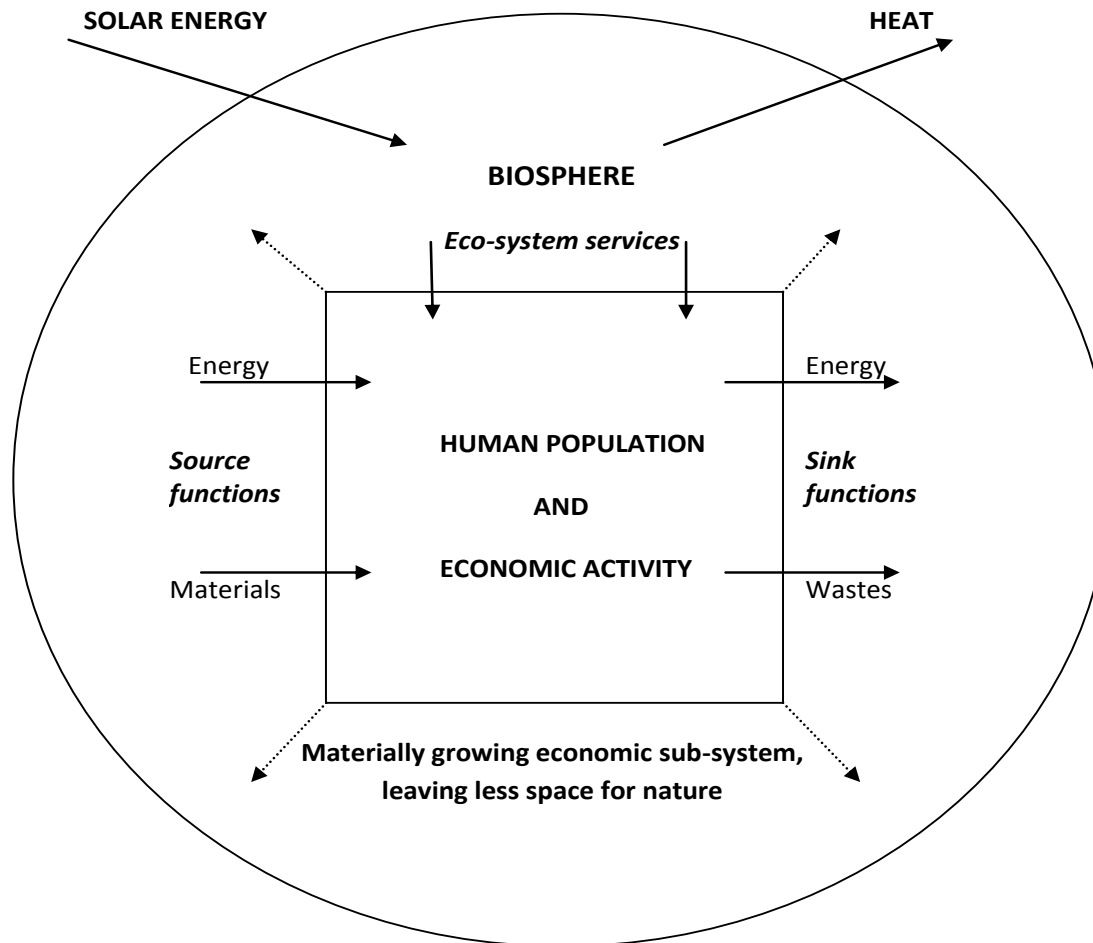 SOLAR ENERGY
HEAT
BIOSPHERE
Eco-system services
Energy
Energy
HUMAN POPULATION
Source
functions
Sink
functions
AND
ECONOMIC ACTIVITY
Materials
Wastes
Materially growing economic sub-system,
leaving less space for nature